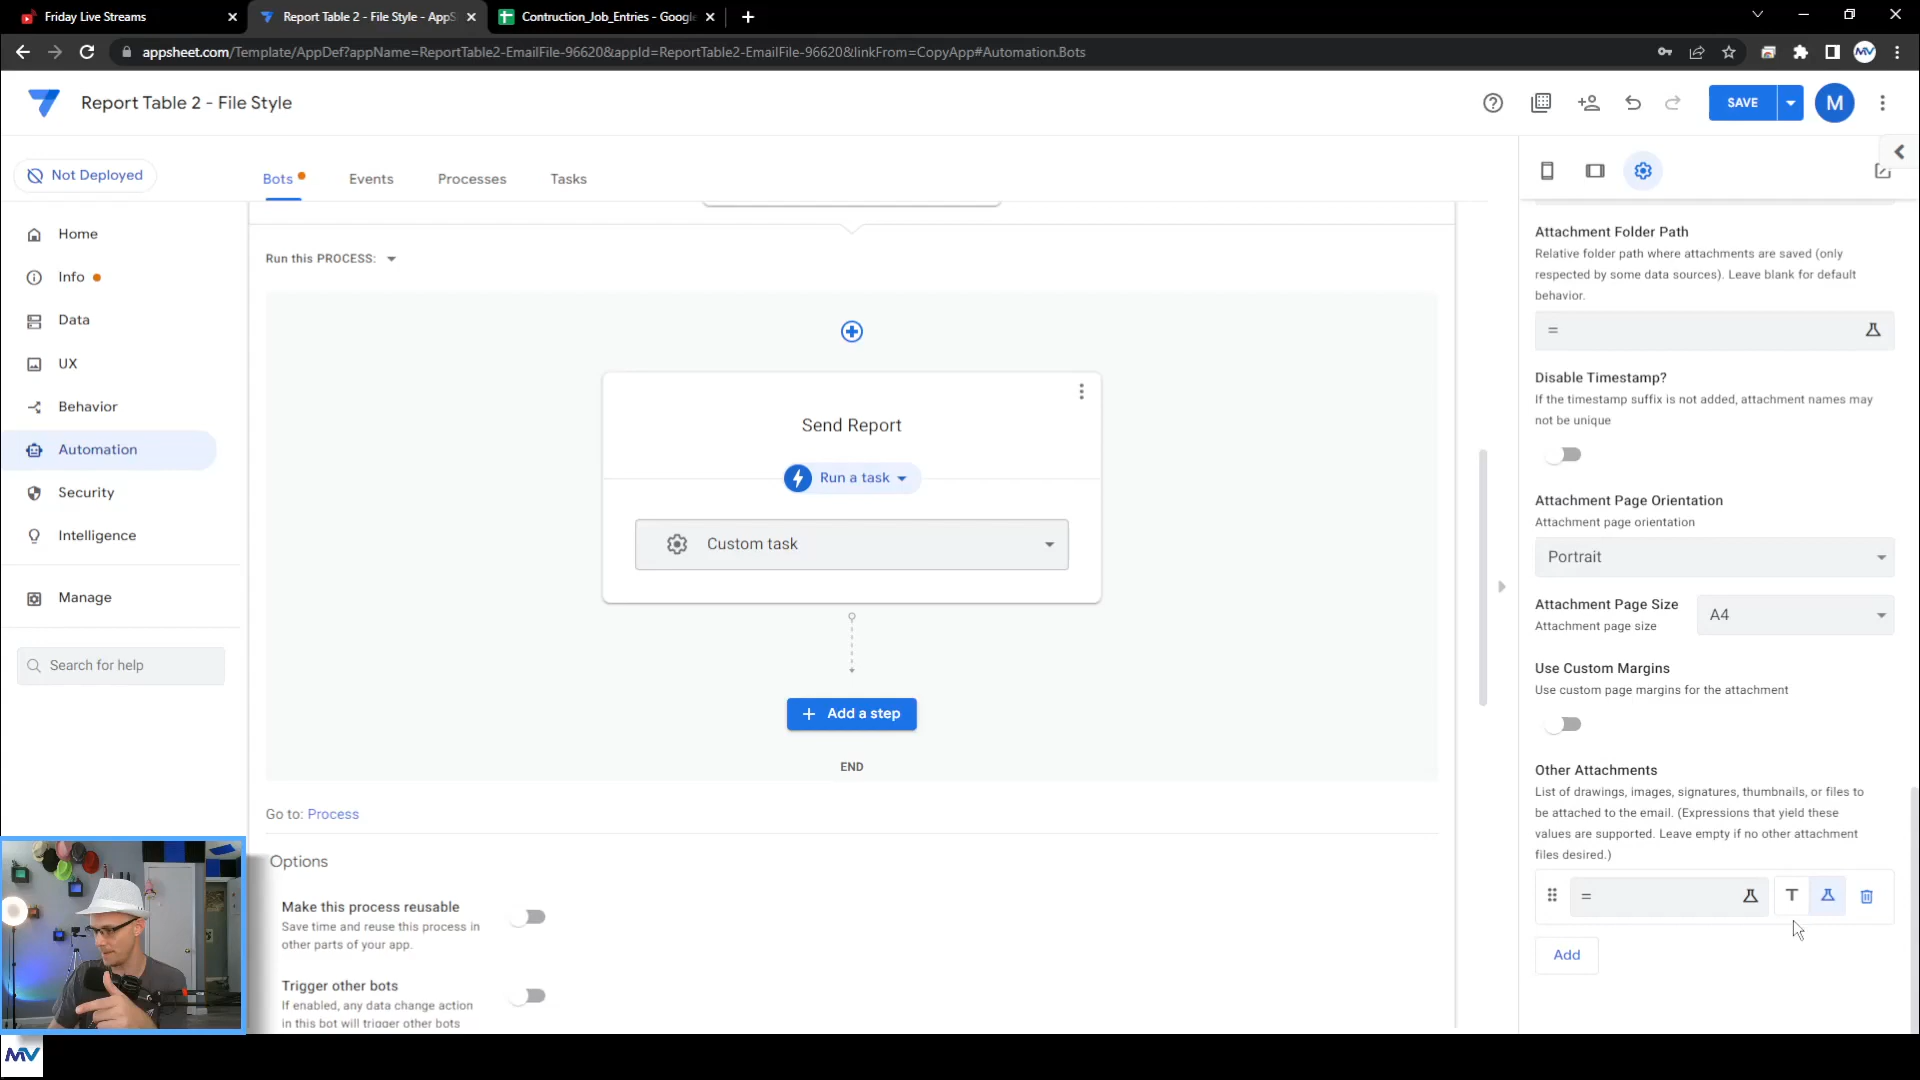 Friday Live Streams
Report Table 2 - File Style - AppS
Contruction_Job_Entries - Google
appsheet.com/Template/AppDef?appName=ReportTable2-EmailFile-96620&appId=ReportTable2-EmailFile-96620&linkFrom=CopyApp#Automation.Bots
MV
Report Table 2 - File Style
SAVE
M
Not Deployed
Bots
Events
Processes
Tasks
Home
Info
Data
UX
Behavior
Automation
Security
Intelligence
Manage
Search for help
Run this PROCESS:
Send Report
Run a task
Custom task
Add a step
END
Go to: Process
Options
Make this process reusable
Save time and reuse this process in
other parts of your app.
Trigger other bots
If enabled, any data change action
in this bot will trigger other bots
Attachment Folder Path
Relative folder path where attachments are saved (only
respected by some data sources). Leave blank for default
behavior.
=
Disable Timestamp?
If the timestamp suffix is not added, attachment names may
not be unique
Attachment Page Orientation
Attachment page orientation
Portrait
Attachment Page Size
Attachment page size
A4
Use Custom Margins
Use custom page margins for the attachment
Other Attachments
List of drawings, images, signatures, thumbnails, or files to
be attached to the email. (Expressions that yield these
values are supported. Leave empty if no other attachment
files desired.)
=
T
Add
MV